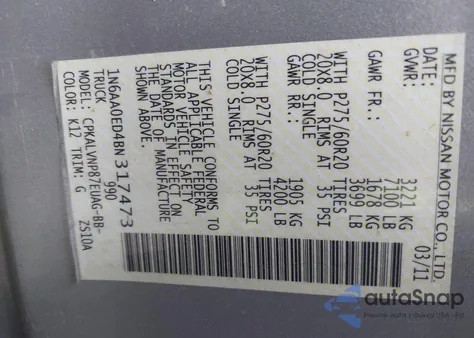 MFD BY NISSAN MOTOR CO., LTD.
03/11
GVWR: 3221 KG
7100 LB
GAWR FR.: 1678 KG
3699 LB
WITH P275/60R20 TIRES
20X8.0 RIMS AT 35 PSI
COLD SINGLE
1905 KG
4200 LB
WITH P275/60R20 TIRES
20X8.0 RIMS AT 35 PSI
COLD SINGLE
THIS VEHICLE CONFORMS TO
ALL APPLICABLE FEDERAL
MOTOR VEHICLE SAFETY
STANDARDS IN EFFECT ON
THE DATE OF MANUFACTURE
SHOWN ABOVE.
1N6AA0ED4BN317473
TRUCK 990
MODEL: CPKALVNP87EUAG-BB-
COLOR: K12 TRIM: G ZS10A
autoSnap